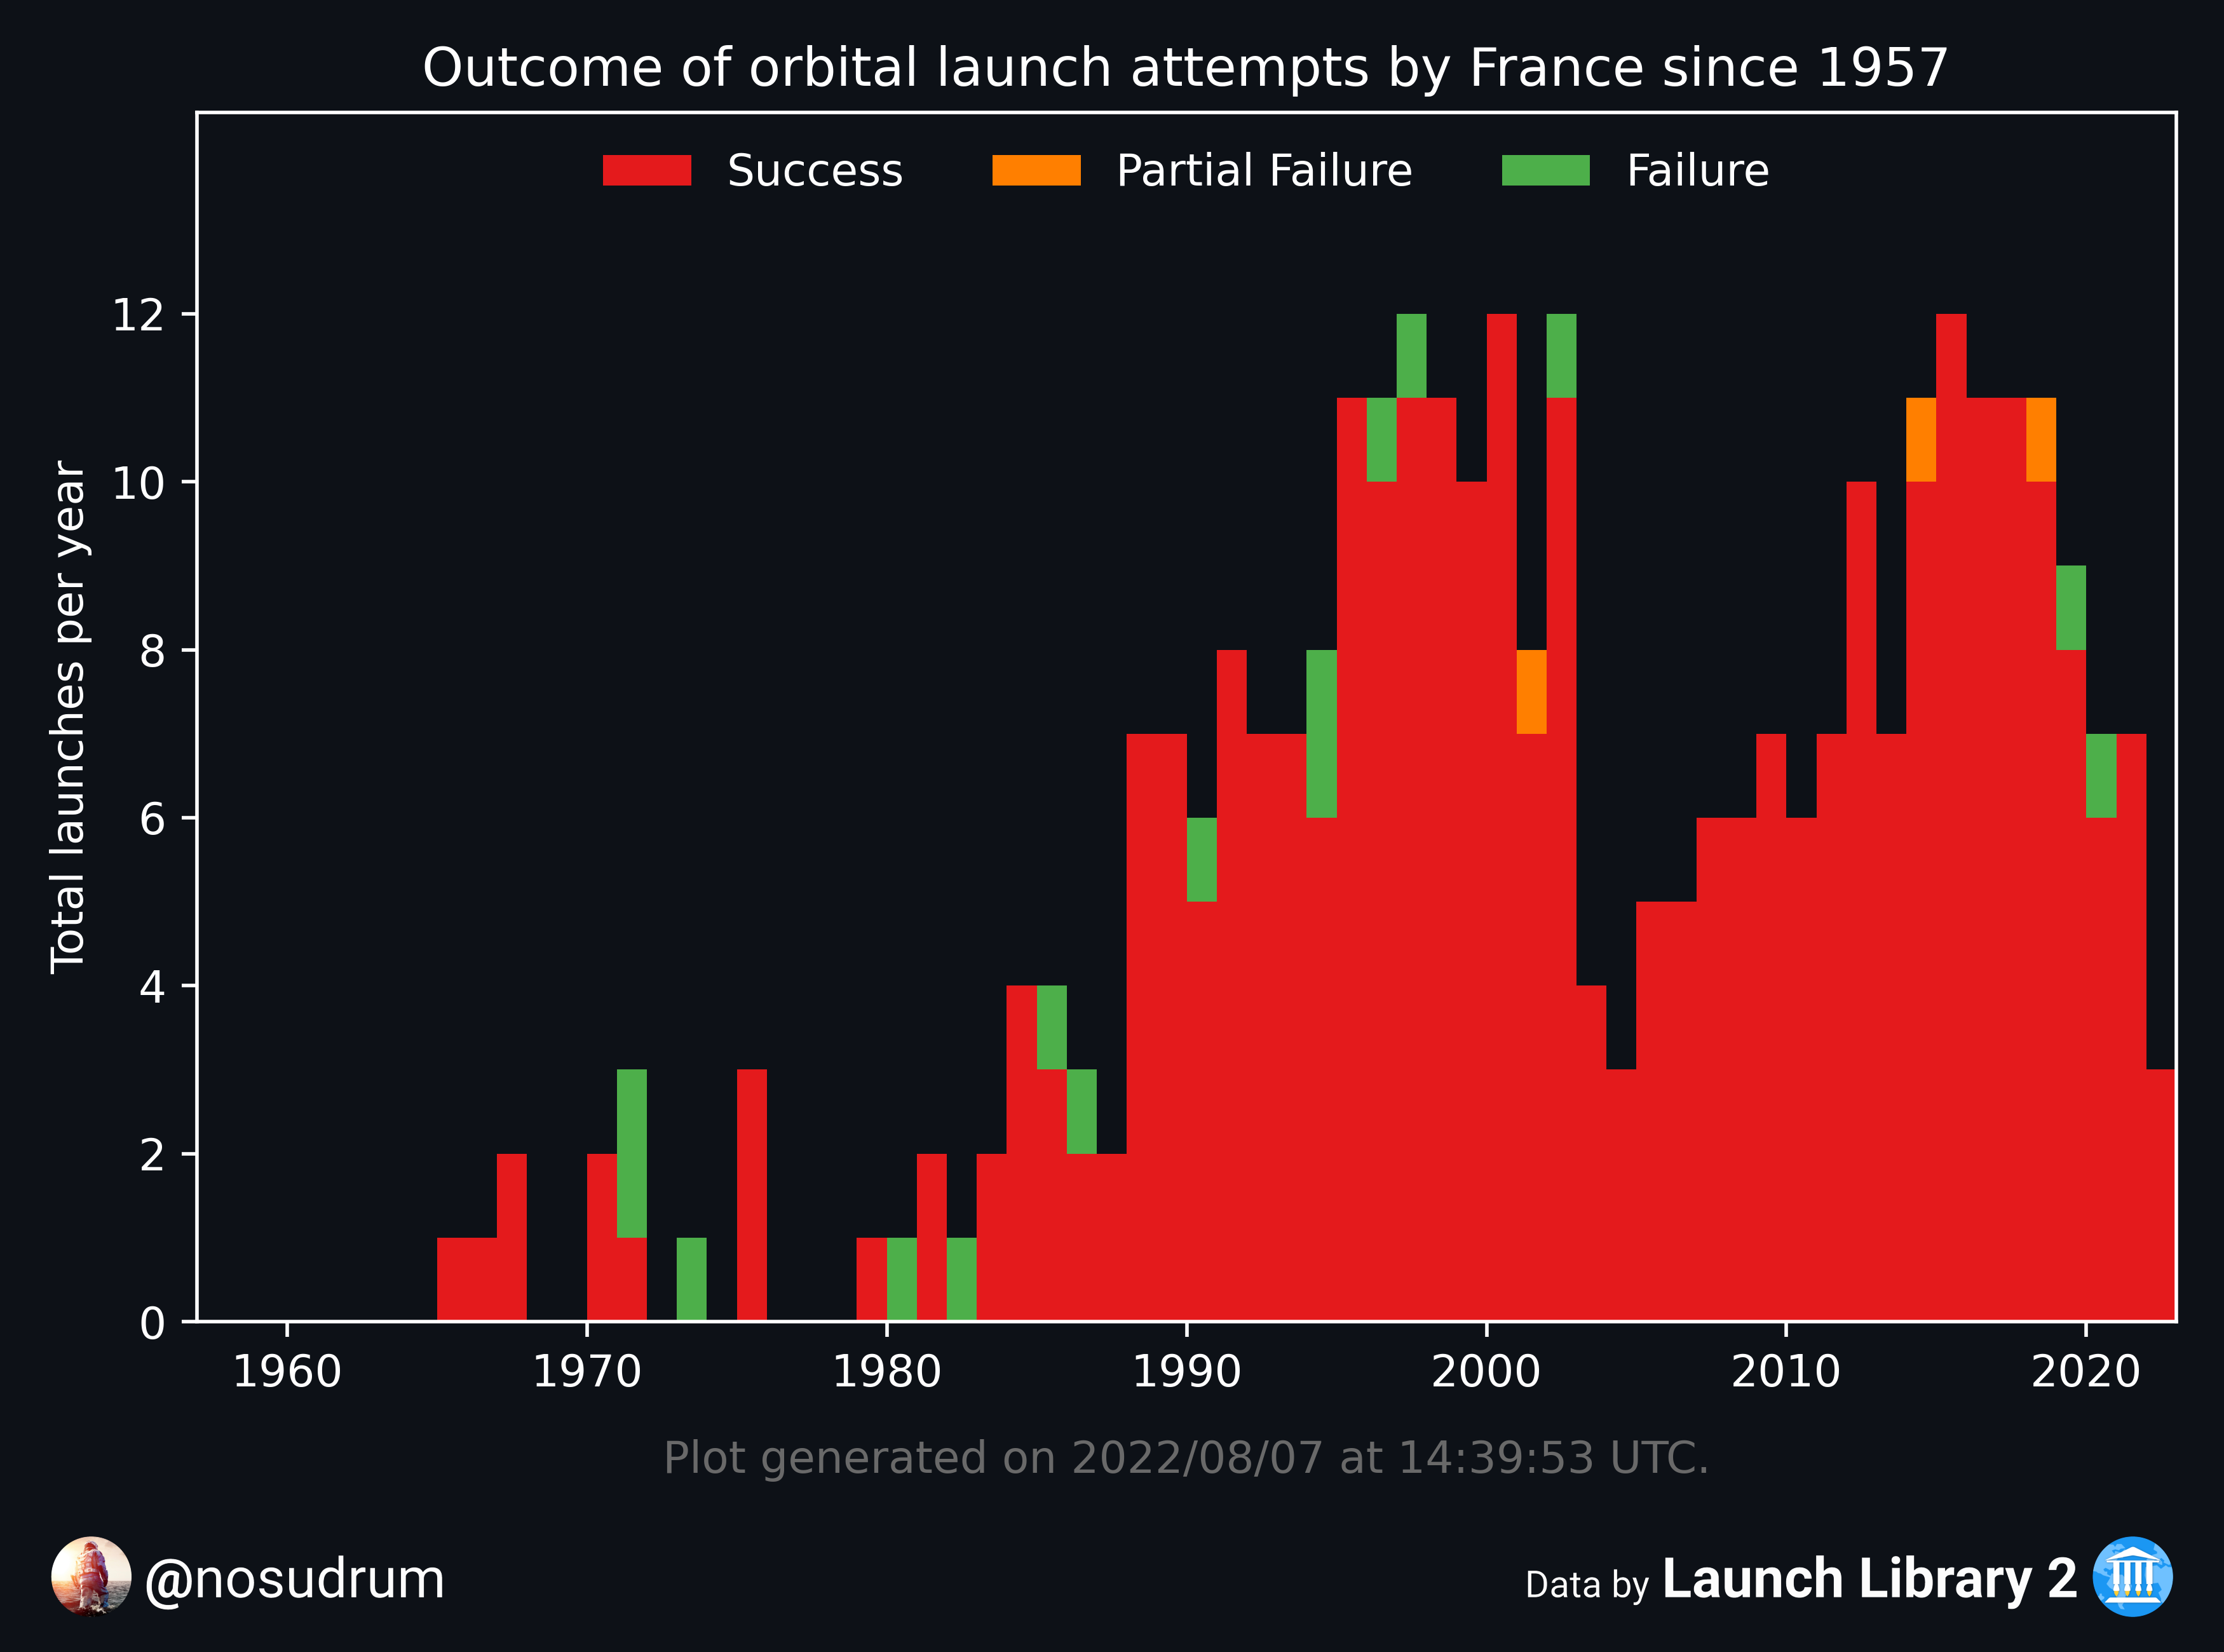 Outcome of orbital launch attempts by France since 1957
Success Partial Failure Failure
Total launches per year
12
10
8
6
4
2
0
1960 1970 1980 1990 2000 2010 2020
Plot generated on 2022/08/07 at 14:39:53 UTC.
@nosudrum
Data by Launch Library 2